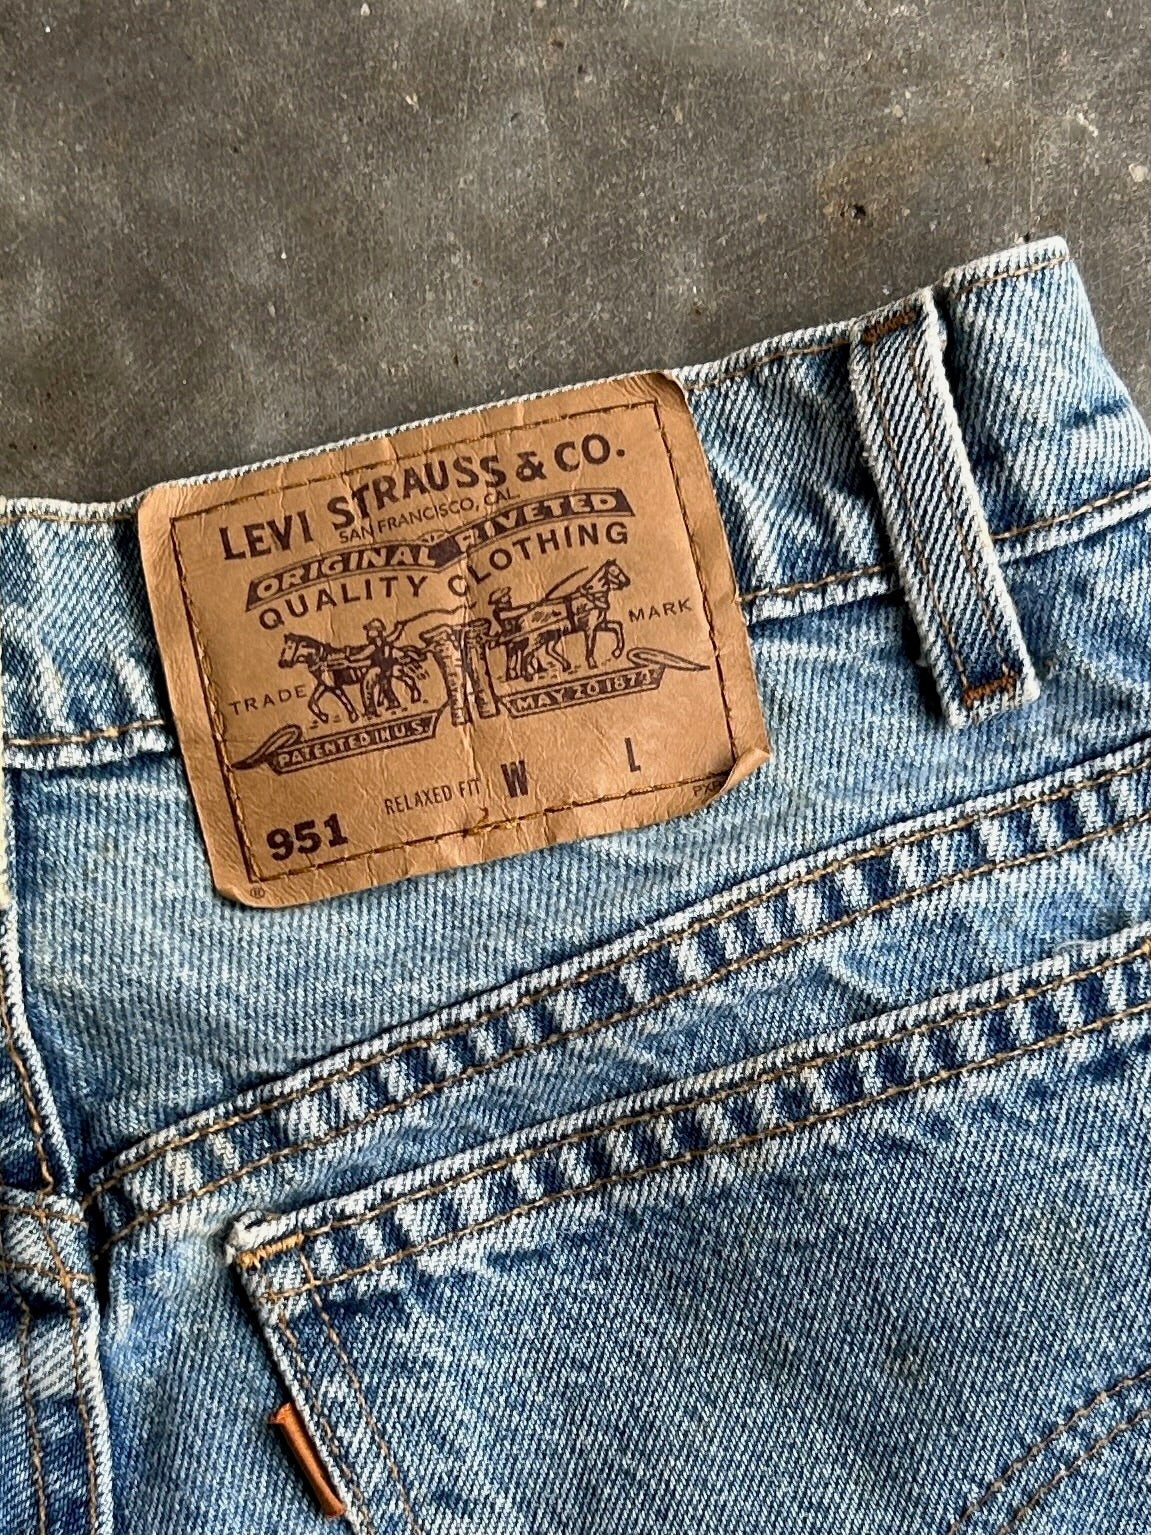 LEVI STRAUSS & CO.
SAN FRANCISCO, CAL.
ORIGINAL RIVETED
QUALITY CLOTHING
TRADE MARK
PATENTED IN U.S. MAY 20 1873
951 RELAXED FIT W L
®